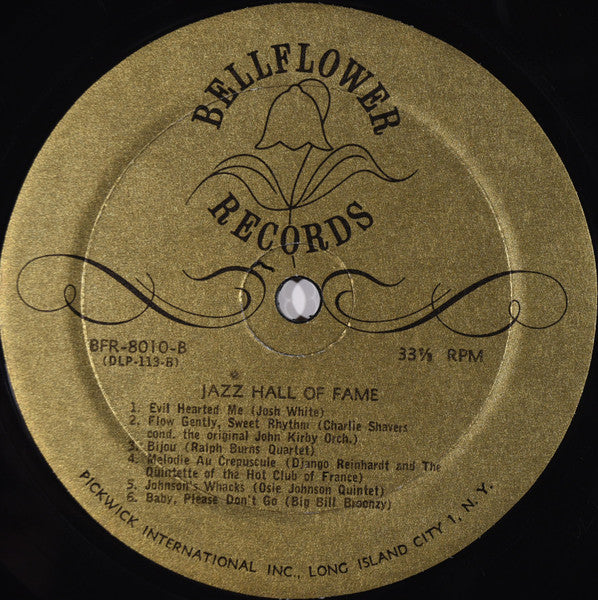 BELLFLOWER
RECORDS
BFR-8010-B
(DLP-113-B)
33⅓ RPM
JAZZ HALL OF FAME
1. Evil Hearted Me (Josh White)
2. Flow Gently, Sweet Rhythm (Charlie Shavers
cond. the original John Kirby Orch.)
3. Bijou (Ralph Burns Quartet)
4. Melodie Au Crepuscule (Django Reinhardt and The
Quintette of the Hot Club of France)
5. Johnson's Whacks (Osie Johnson Quintet)
6. Baby, Please Don't Go (Big Bill Broonzy)
PICKWICK INTERNATIONAL INC., LONG ISLAND CITY 1, N. Y.